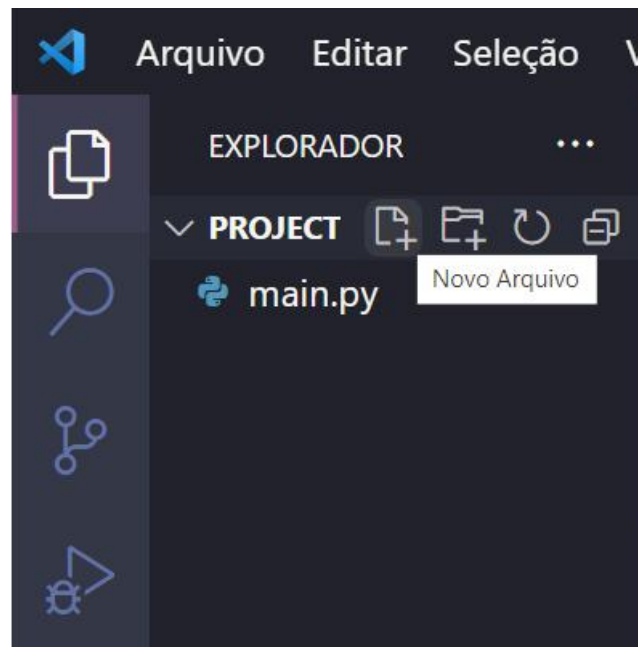 Arquivo Editar Seleção V
EXPLORADOR ...
PROJECT
Novo Arquivo
main.py